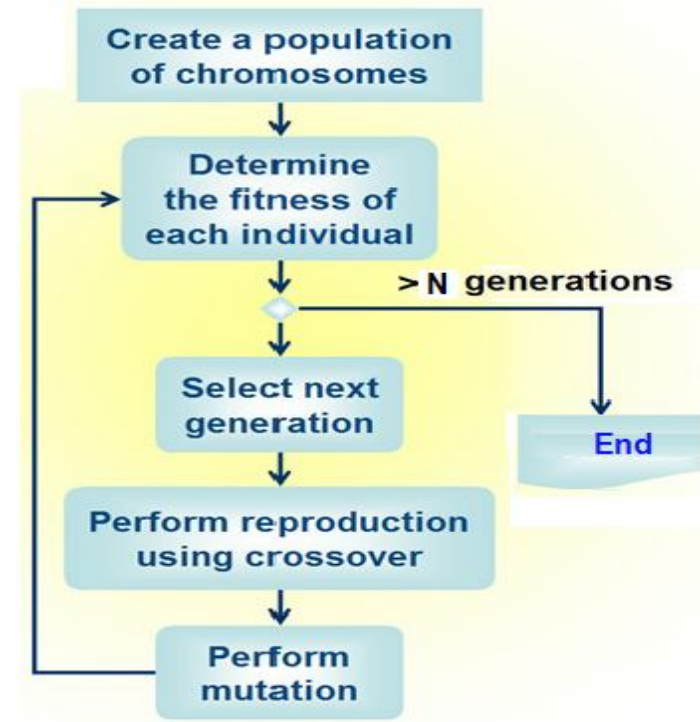 Create a population
of chromosomes
Determine
the fitness of
each individual
> N generations
Select next
generation
End
Perform reproduction
using crossover
Perform
mutation